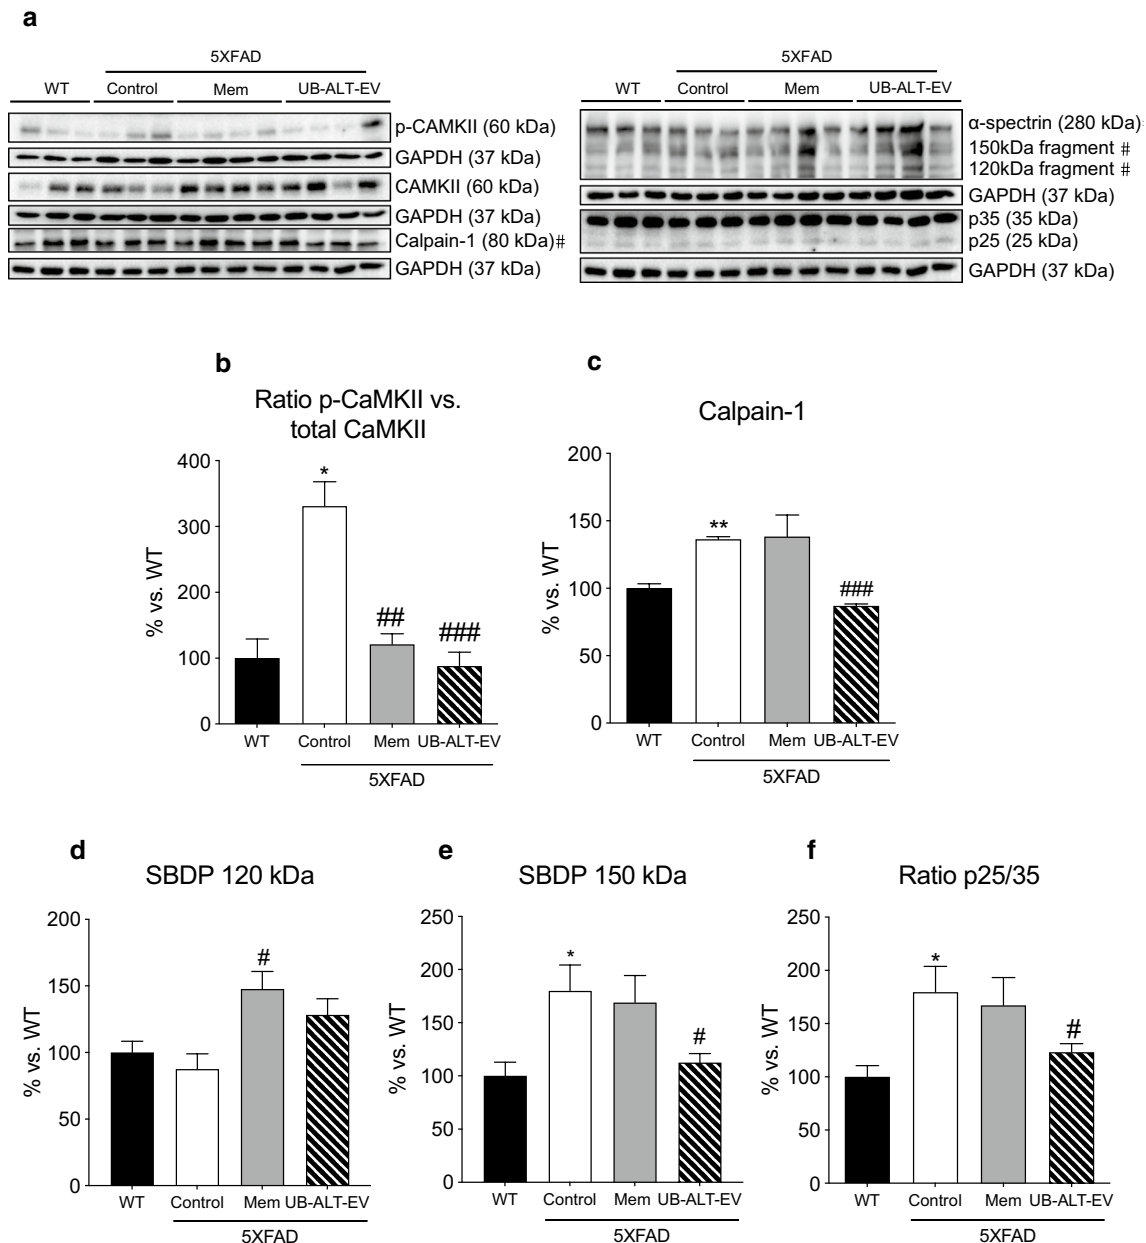 a
5XFAD
WT Control Mem UB-ALT-EV
p-CAMKII (60 kDa)
GAPDH (37 kDa)
CAMKII (60 kDa)
GAPDH (37 kDa)
Calpain-1 (80 kDa)#
GAPDH (37 kDa)
5XFAD
WT Control Mem UB-ALT-EV
α-spectrin (280 kDa)
150kDa fragment #
120kDa fragment #
GAPDH (37 kDa)
p35 (35 kDa)
p25 (25 kDa)
GAPDH (37 kDa)
b
Ratio p-CaMKII vs.
total CaMKII
% vs. WT
400
300
200
100
0
*
##
###
WT Control Mem UB-ALT-EV
5XFAD
c
Calpain-1
% vs. WT
200
150
100
50
0
**
###
WT Control Mem UB-ALT-EV
5XFAD
d
SBDP 120 kDa
% vs. WT
200
150
100
50
0
#
WT Control Mem UB-ALT-EV
5XFAD
e
SBDP 150 kDa
% vs. WT
250
200
150
100
50
0
*
#
WT Control Mem UB-ALT-EV
5XFAD
f
Ratio p25/35
% vs. WT
250
200
150
100
50
0
*
#
WT Control Mem UB-ALT-EV
5XFAD